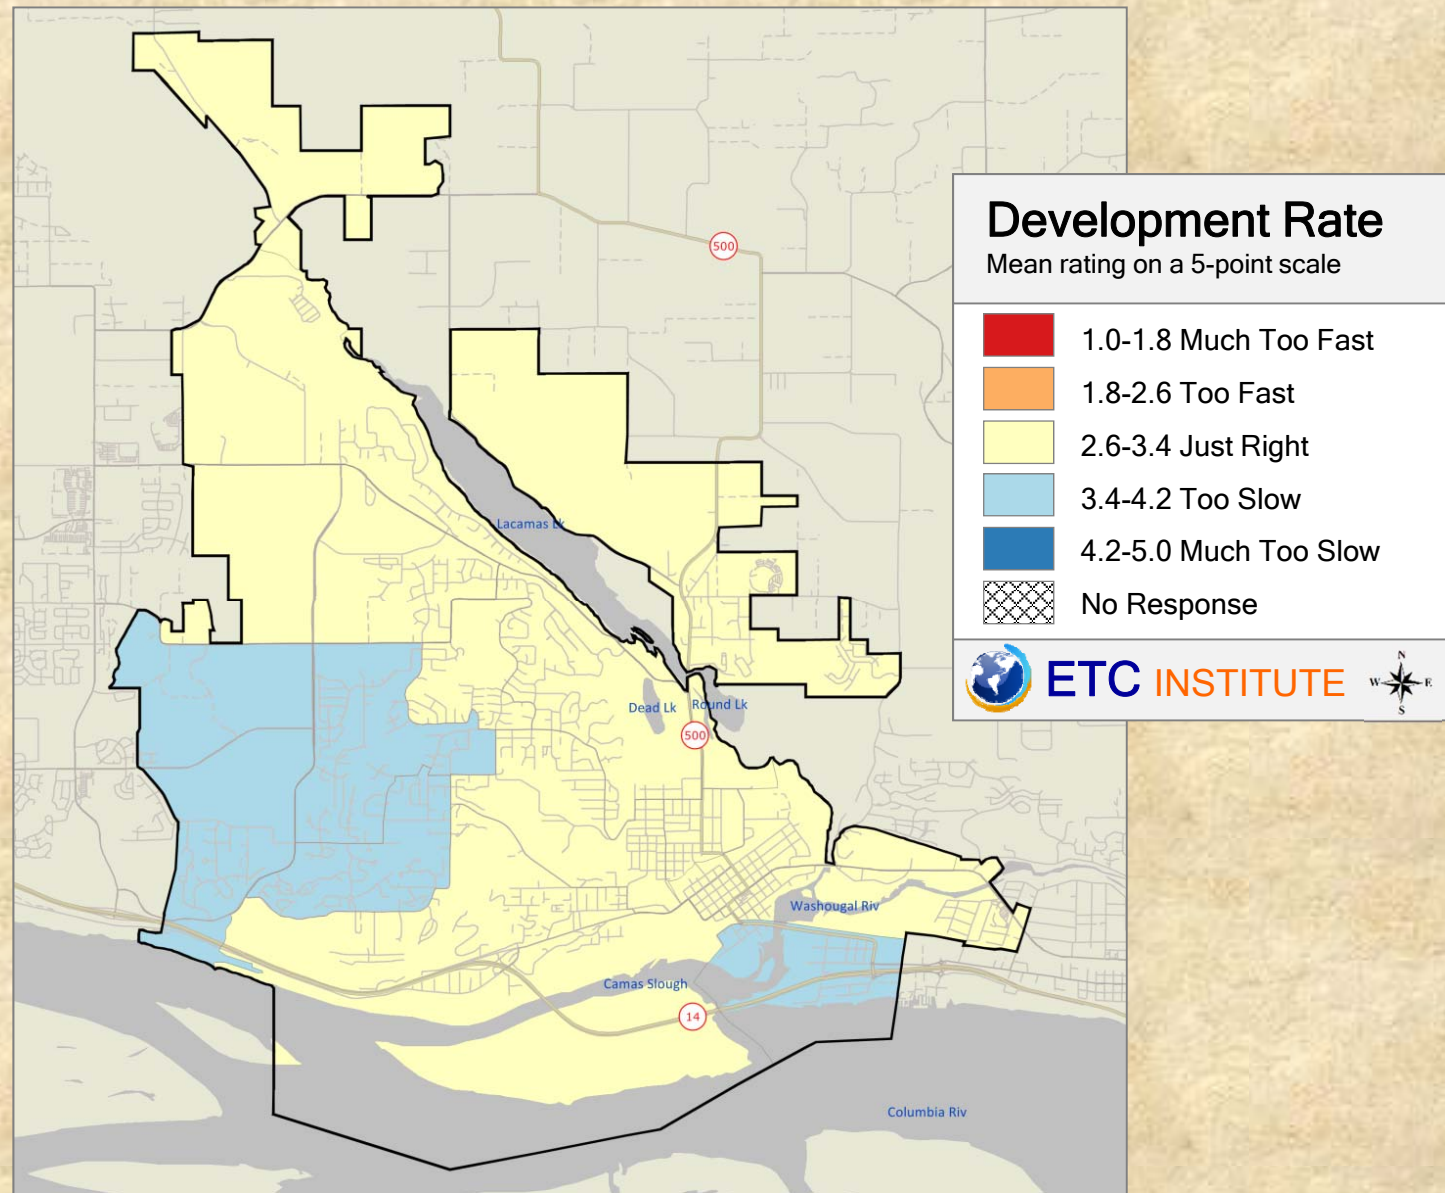 500
Development Rate
Mean rating on a 5-point scale
1.0-1.8 Much Too Fast
1.8-2.6 Too Fast
2.6-3.4 Just Right
3.4-4.2 Too Slow
4.2-5.0 Much Too Slow
No Response
ETC INSTITUTE
N
W E
S
Lacamas Lk
Dead Lk
Round Lk
500
Washougal Riv
Camas Slough
14
Columbia Riv